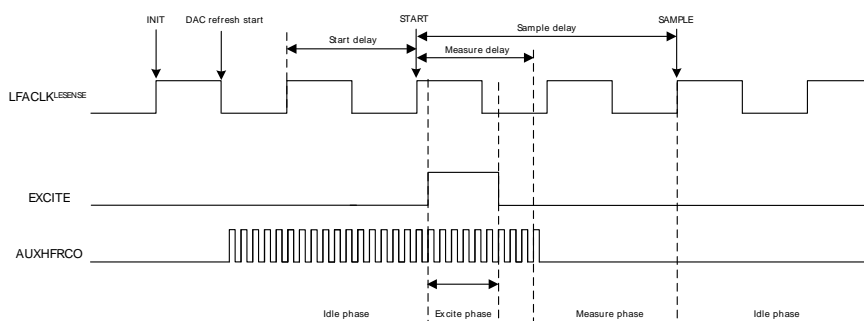 INIT
DAC refresh start
START
SAMPLE
Start delay
Sample delay
Measure delay
LFACLKLESENSE
EXCITE
AUXHFRCO
Idle phase
Excite phase
Measure phase
Idle phase